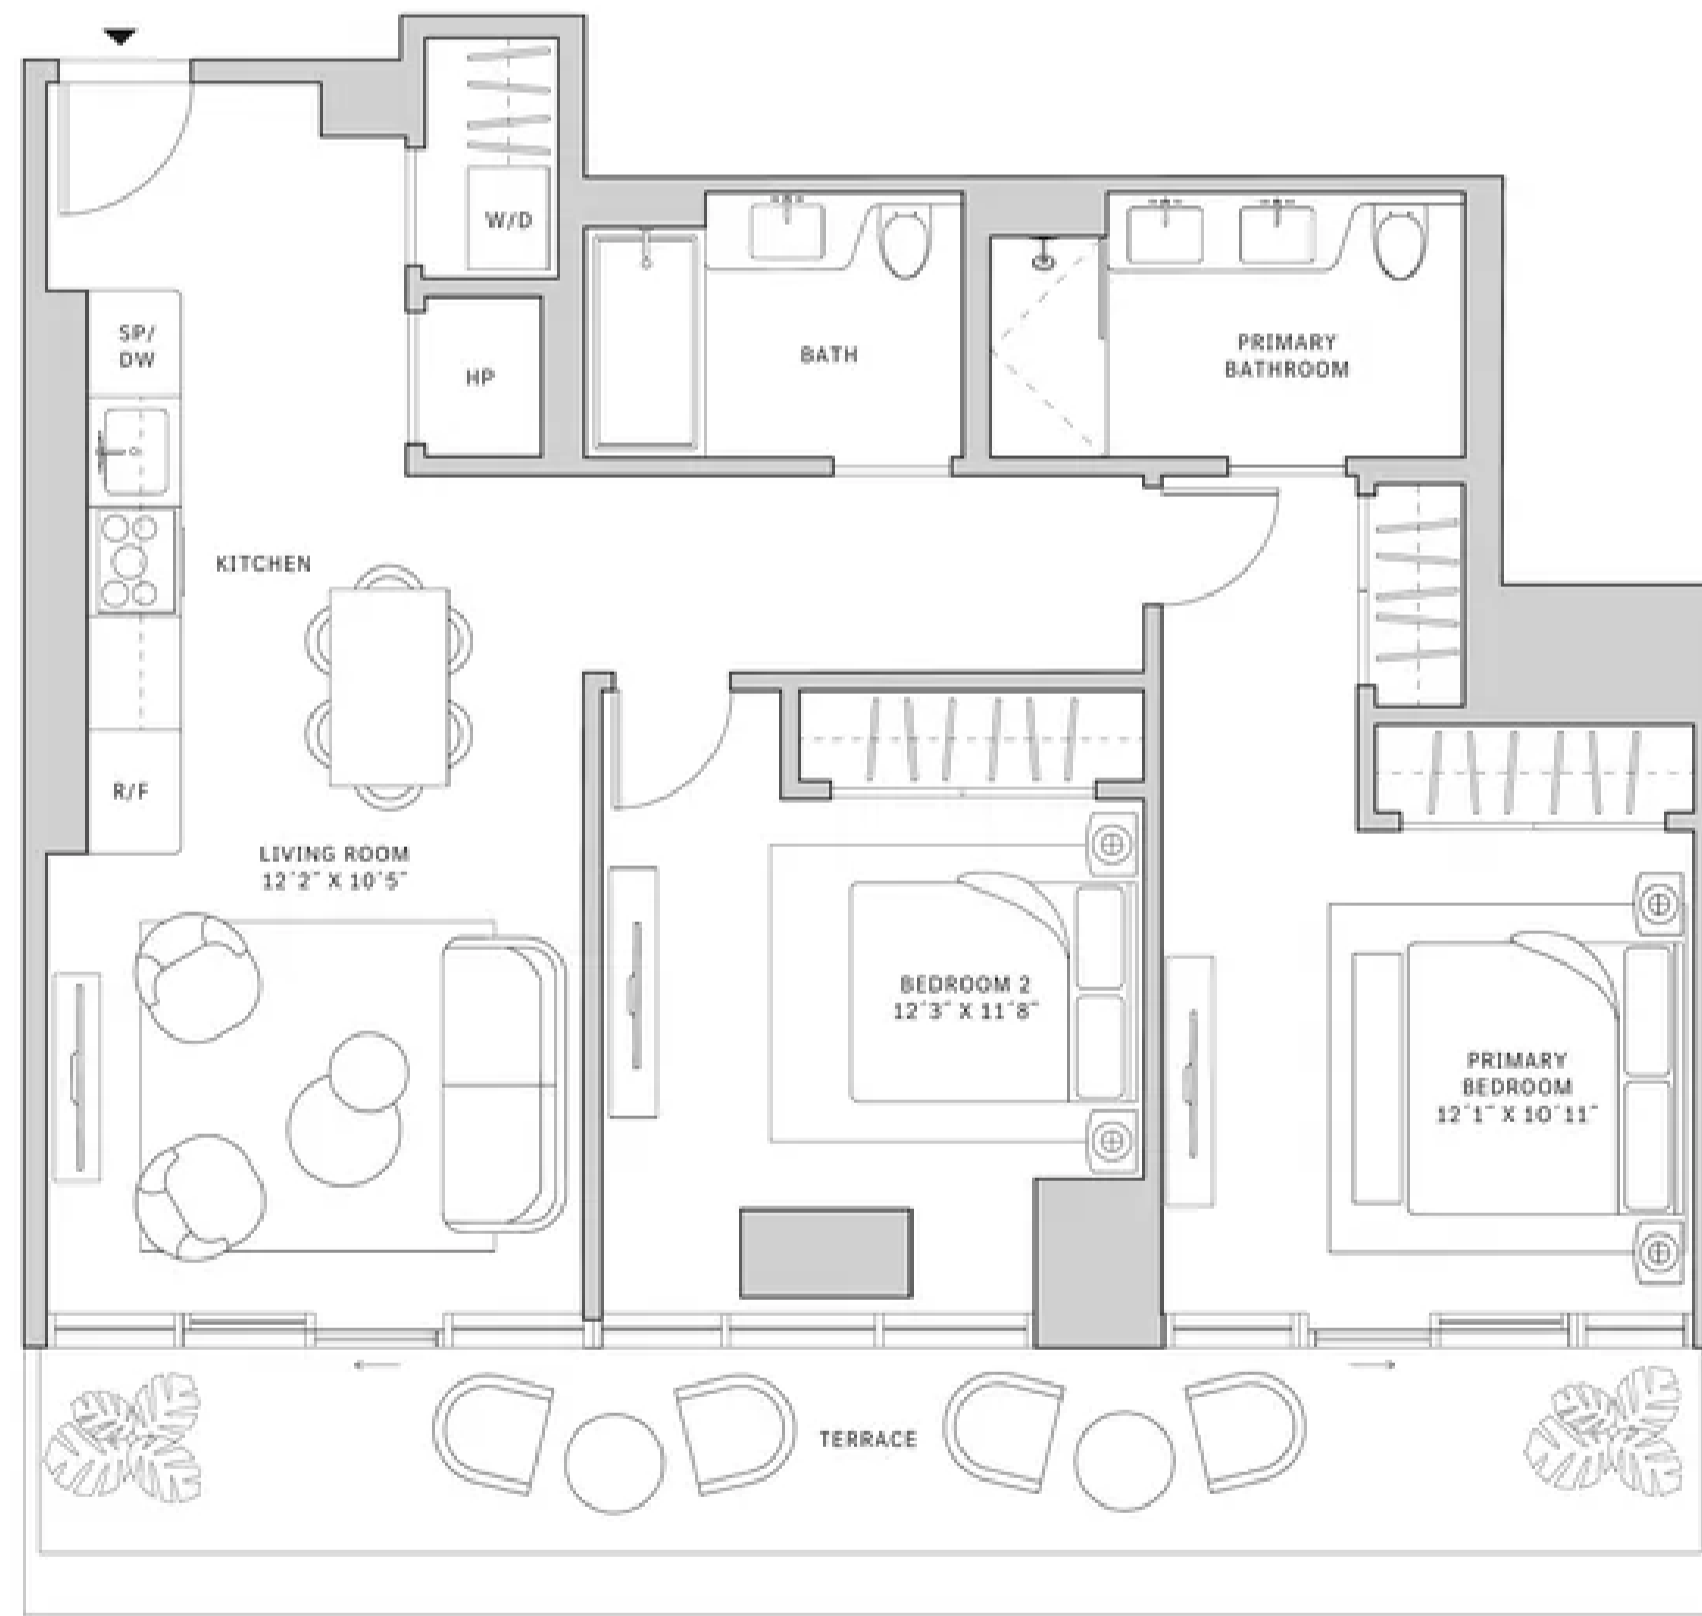 W/D
SP/
DW
HP
BATH
PRIMARY
BATHROOM
KITCHEN
R/F
LIVING ROOM
12´2˝ X 10´5˝
BEDROOM 2
12´3˝ X 11´8˝
PRIMARY
BEDROOM
12´1˝ X 10´11˝
TERRACE